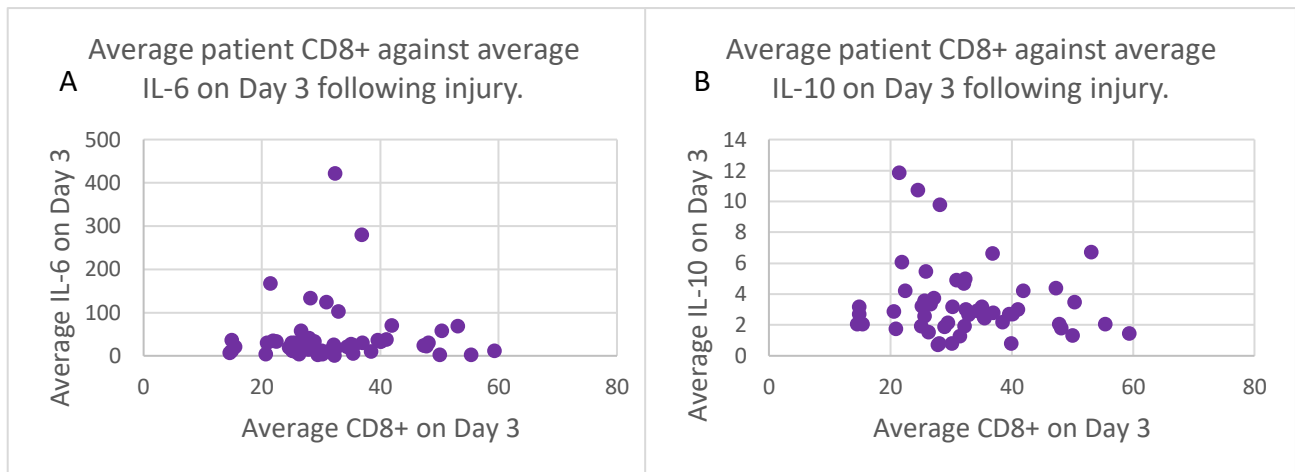 Average patient CD8+ against average
A
IL-6 on Day 3 following injury.
Average IL-6 on Day 3
500
400
300
200
100
0
0
20
40
60
80
Average CD8+ on Day 3
Average patient CD8+ against average
B
IL-10 on Day 3 following injury.
Average IL-10 on Day 3
14
12
10
8
6
4
2
0
0
20
40
60
80
Average CD8+ on Day 3